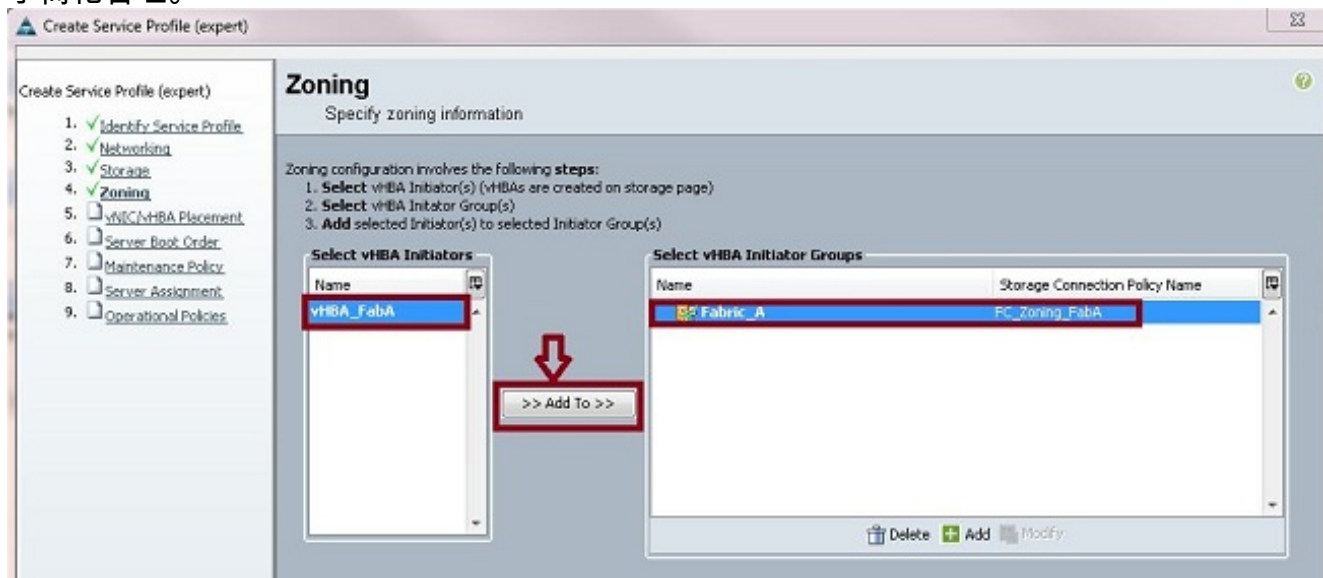 Create Service Profile (expert)
Create Service Profile (expert)
1. Identify Service Profile
2. Networking
3. Storage
4. Zoning
5. vNIC/vHBA Placement
6. Server Boot Order
7. Maintenance Policy
8. Server Assignment
9. Operational Policies
Zoning
Specify zoning information
Zoning configuration involves the following steps:
1. Select vHBA Initiator(s) (vHBAs are created on storage page)
2. Select vHBA Initator Group(s)
3. Add selected Initiator(s) to selected Initiator Group(s)
Select vHBA Initiators
Name
vHBA_FabA
>> Add To >>
Select vHBA Initiator Groups
Name Storage Connection Policy Name
Fabric_A FC_Zoning_FabA
Delete Add Modify